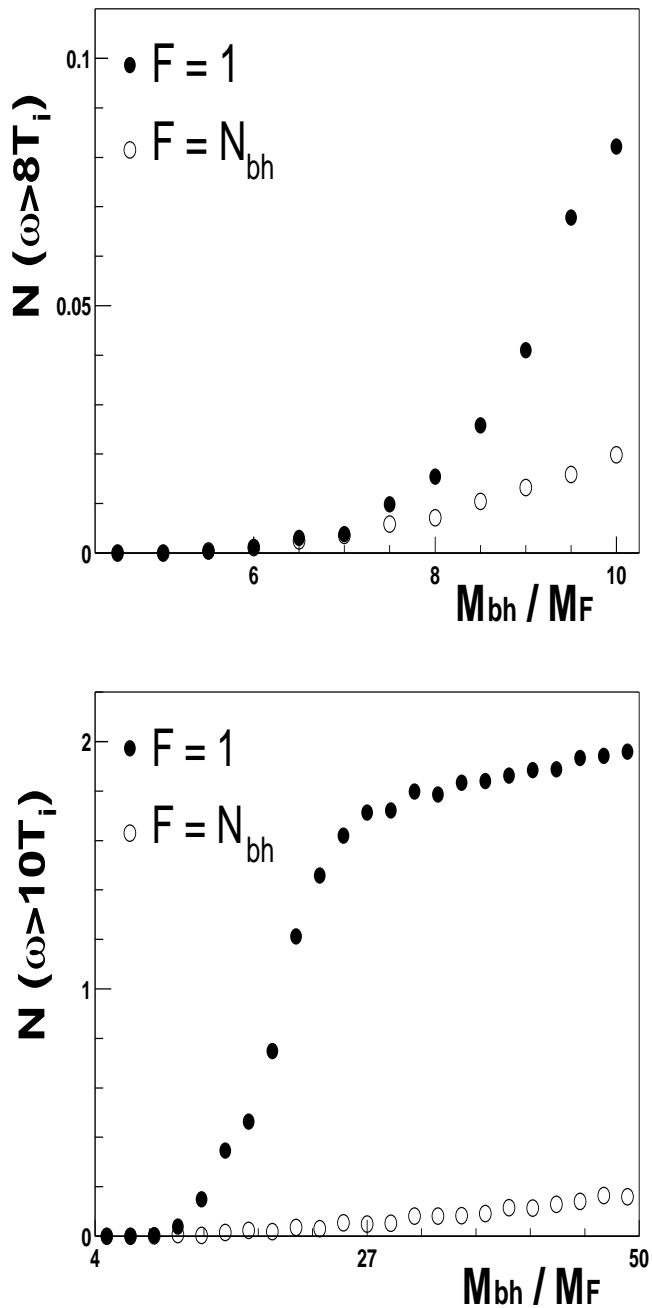 N (ω>8T_i)
0.1
F = 1
F = N_bh
0.05
0
6
8
10
M_bh / M_F
N (ω>10T_i)
2
F = 1
F = N_bh
1
0
4
27
50
M_bh / M_F